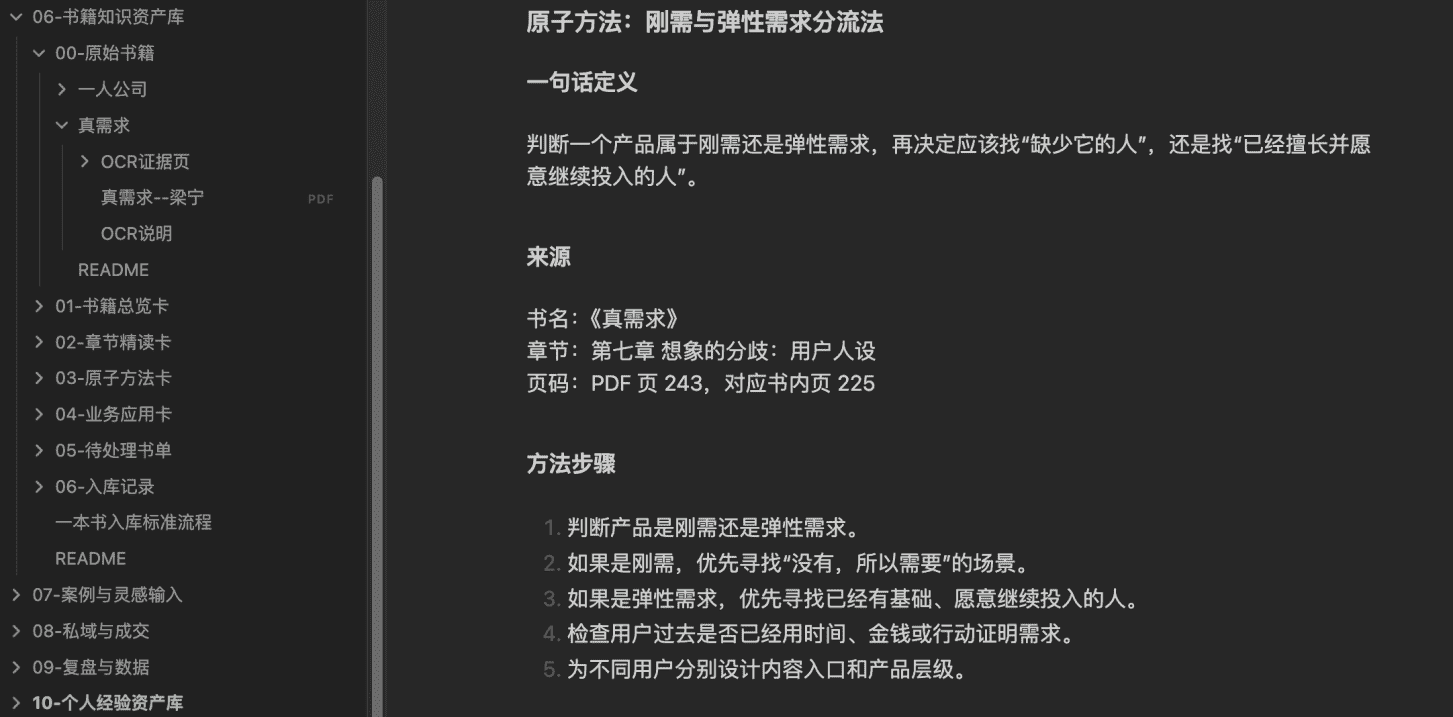 06-书籍知识资产库
00-原始书籍
一人公司
真需求
OCR证据页
真需求--梁宁
PDF
OCR说明
README
01-书籍总览卡
02-章节精读卡
03-原子方法卡
04-业务应用卡
05-待处理书单
06-入库记录
一本书入库标准流程
README
07-案例与灵感输入
08-私域与成交
09-复盘与数据
10-个人经验资产库
原子方法：刚需与弹性需求分流法
一句话定义
判断一个产品属于刚需还是弹性需求，再决定应该找“缺少它的人”，还是找“已经擅长并愿
意继续投入的人”。
来源
书名：《真需求》
章节：第七章 想象的分歧：用户人设
页码：PDF 页 243，对应书内页 225
方法步骤
1. 判断产品是刚需还是弹性需求。
2. 如果是刚需，优先寻找“没有，所以需要”的场景。
3. 如果是弹性需求，优先寻找已经有基础、愿意继续投入的人。
4. 检查用户过去是否已经用时间、金钱或行动证明需求。
5. 为不同用户分别设计内容入口和产品层级。